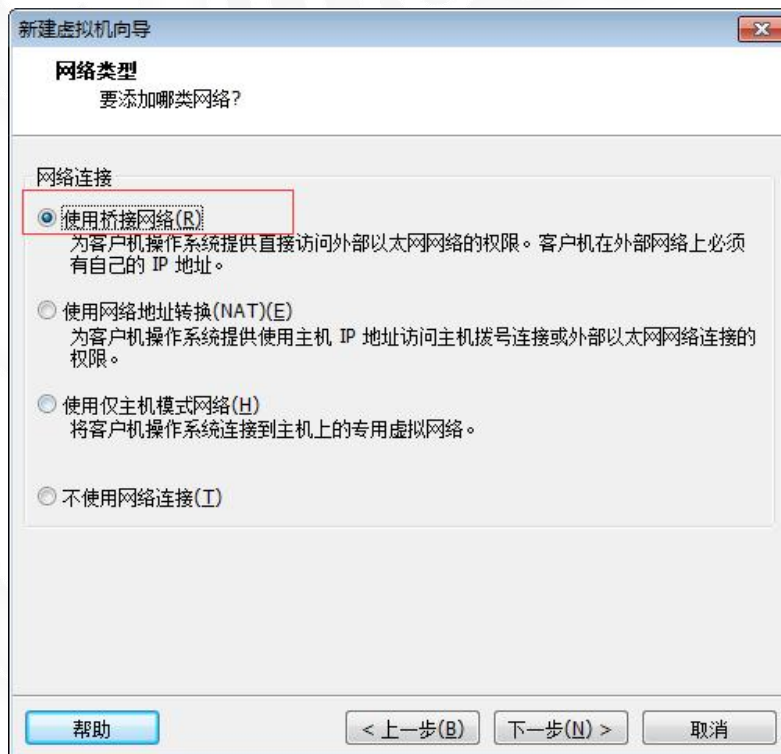 新建虚拟机向导
网络类型
要添加哪类网络?
网络连接
使用桥接网络(R)
为客户机操作系统提供直接访问外部以太网网络的权限。客户机在外部网络上必须
有自己的 IP 地址。
使用网络地址转换(NAT)(E)
为客户机操作系统提供使用主机 IP 地址访问主机拨号连接或外部以太网网络连接的
权限。
使用仅主机模式网络(H)
将客户机操作系统连接到主机上的专用虚拟网络。
不使用网络连接(T)
帮助
< 上一步(B)
下一步(N) >
取消